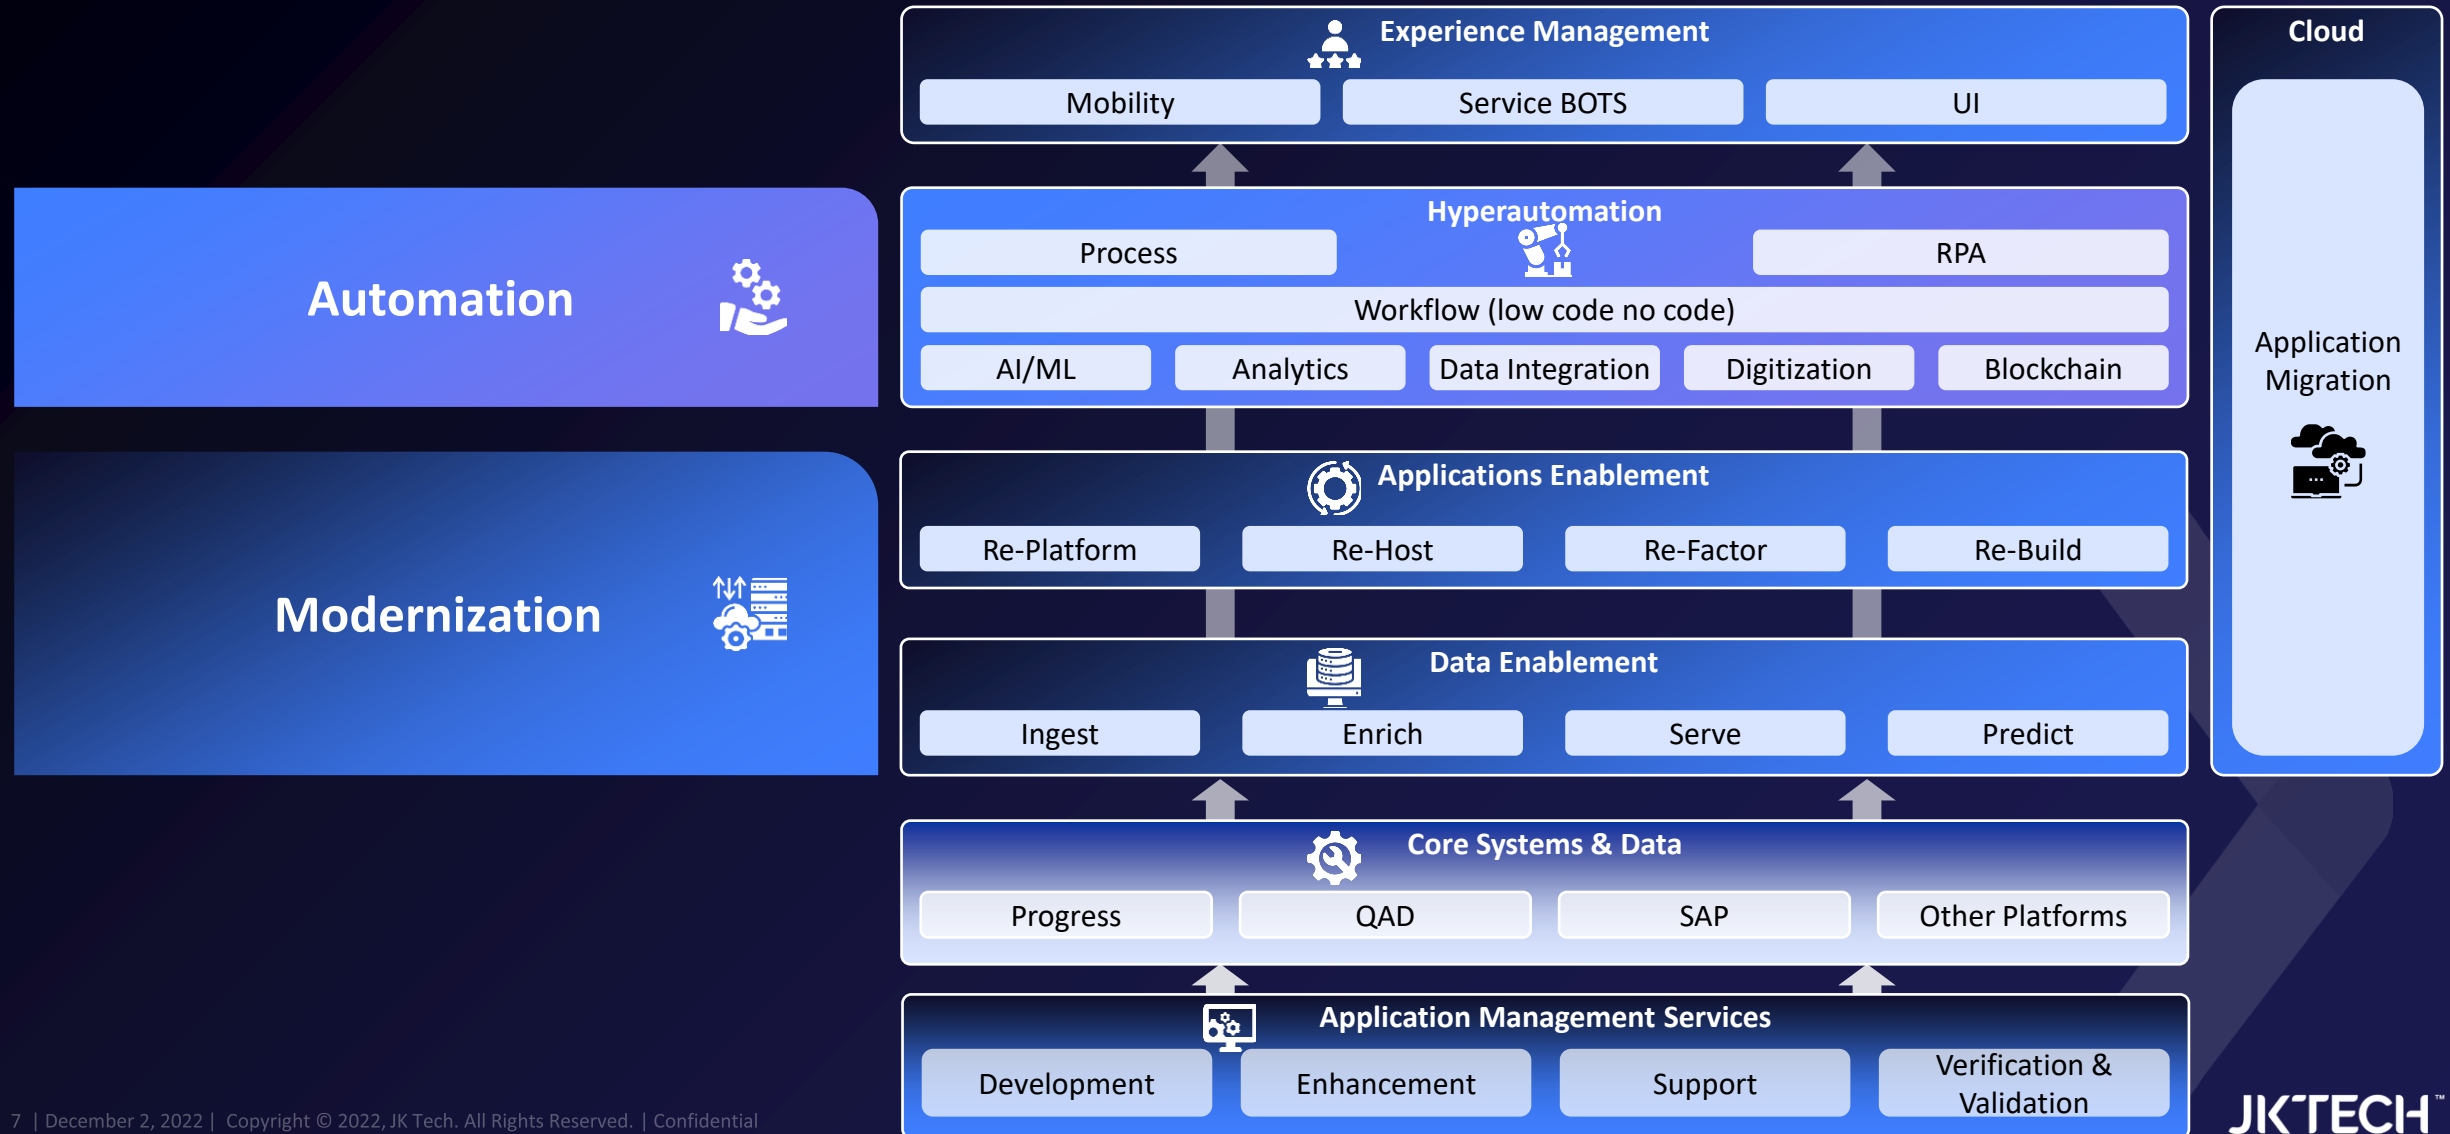 Experience Management
Mobility
Service BOTS
UI
Cloud
Application
Migration
Automation
Hyperautomation
Process
RPA
Workflow (low code no code)
AI/ML
Analytics
Data Integration
Digitization
Blockchain
Modernization
Applications Enablement
Re-Platform
Re-Host
Re-Factor
Re-Build
Data Enablement
Ingest
Enrich
Serve
Predict
Core Systems & Data
Progress
QAD
SAP
Other Platforms
Application Management Services
Development
Enhancement
Support
Verification &
Validation
7 | December 2, 2022 | Copyright © 2022, JK Tech. All Rights Reserved. | Confidential
JKTECH™